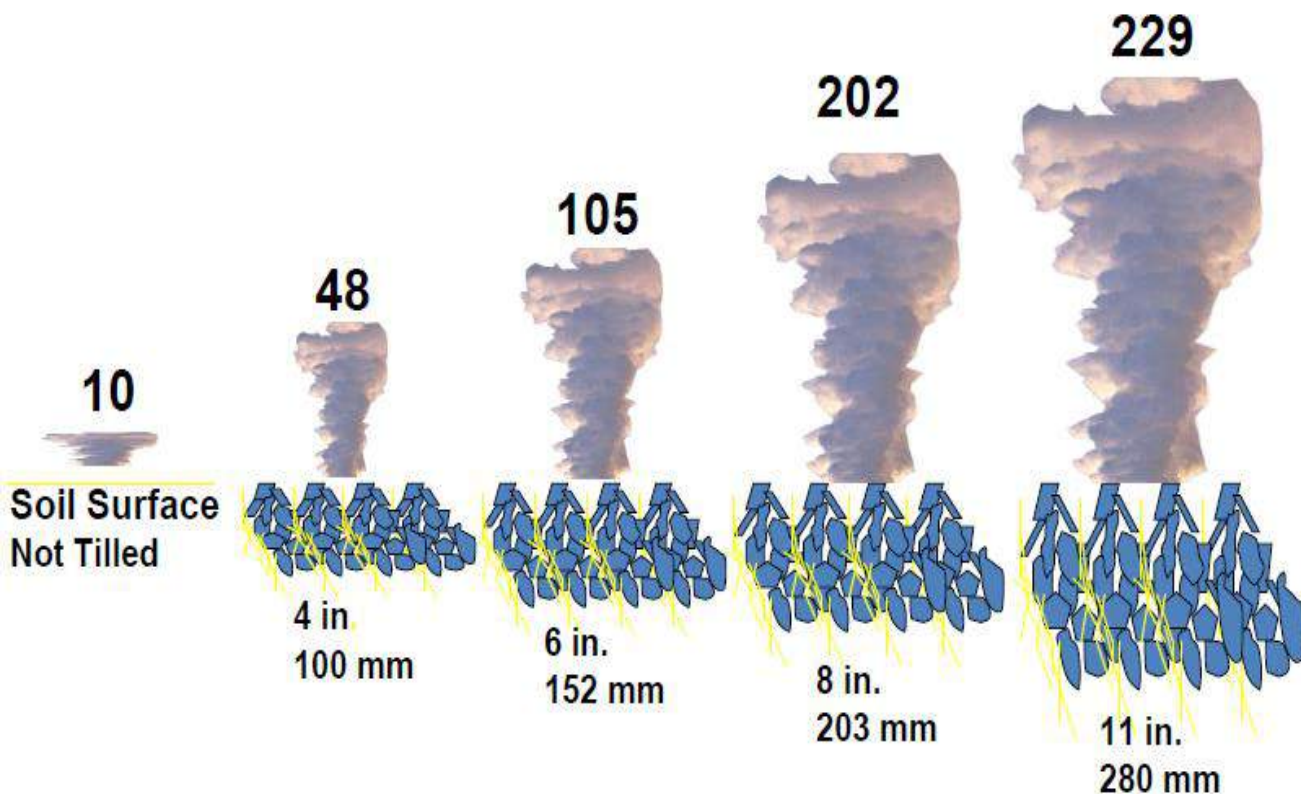 229
202
105
48
10
Soil Surface
Not Tilled
4 in.
100 mm
6 in.
152 mm
8 in.
203 mm
11 in.
280 mm